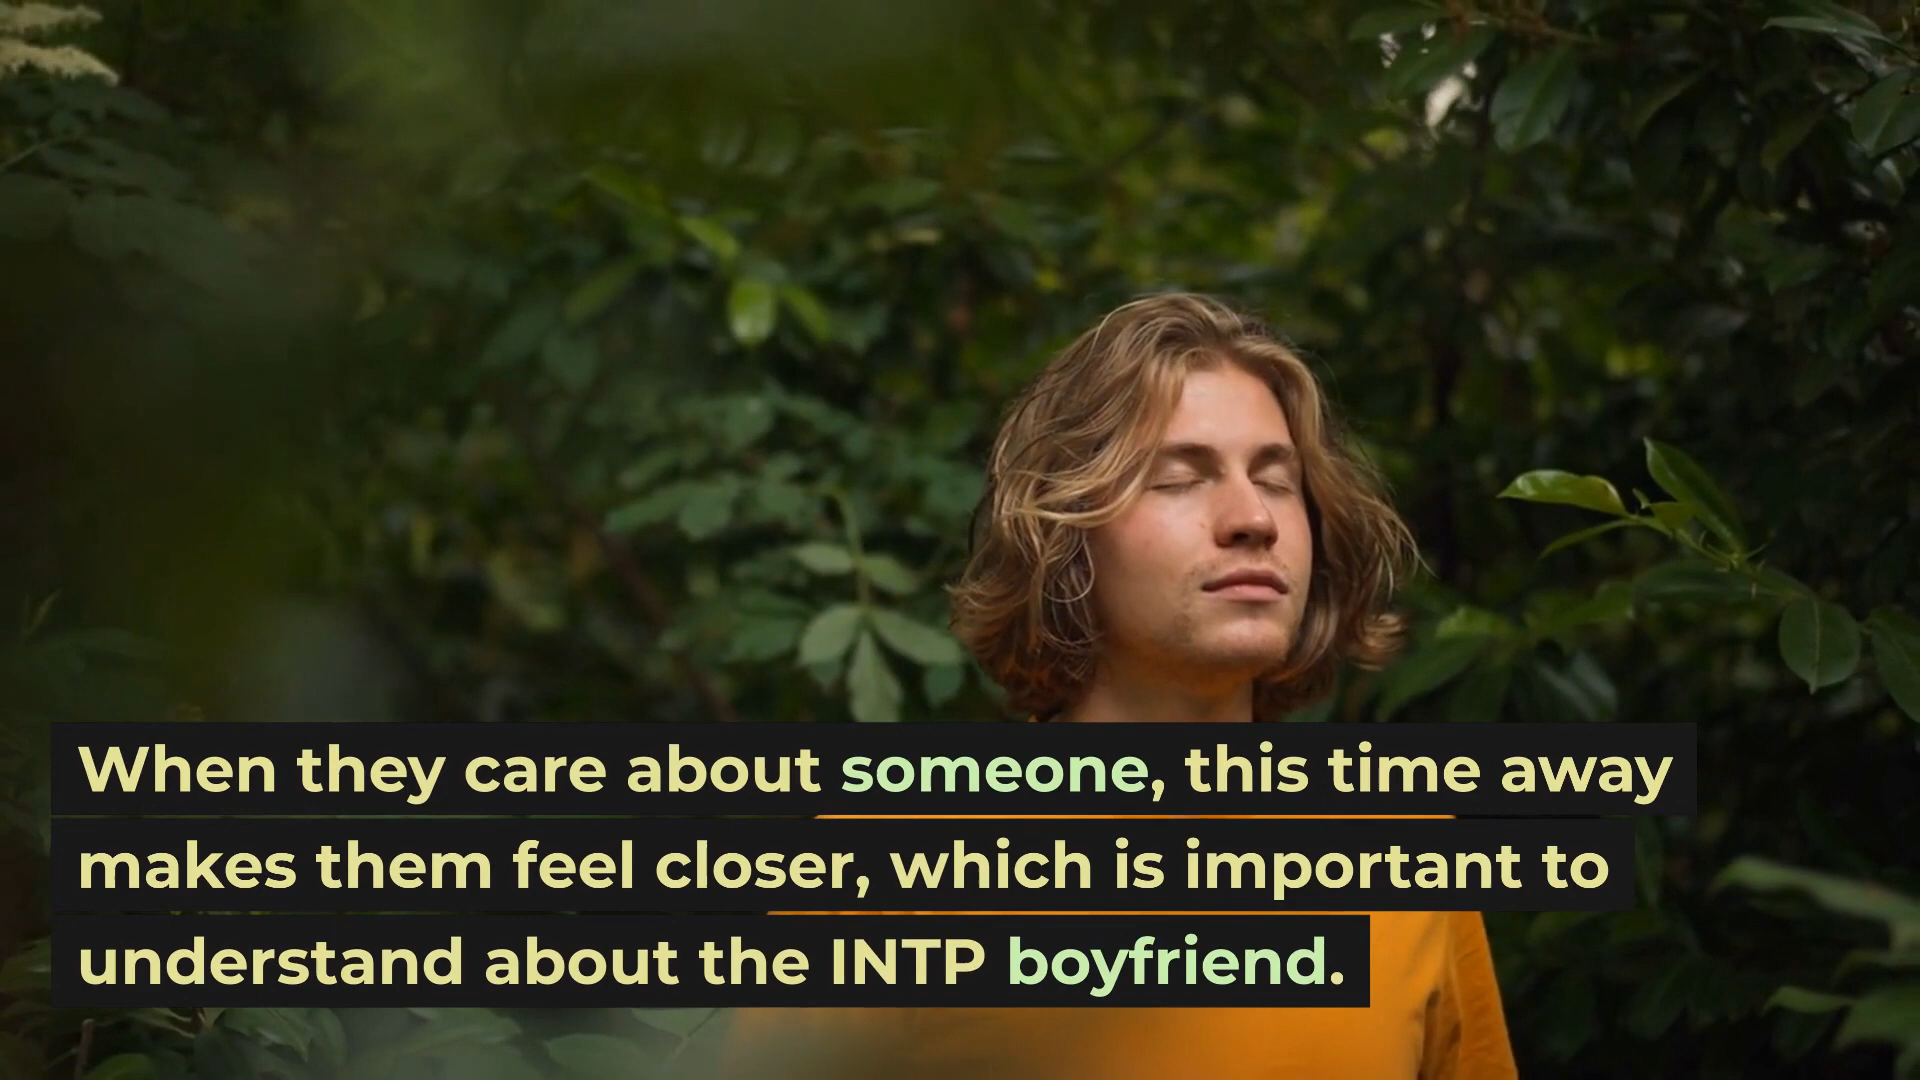 When they care about someone, this time away
makes them feel closer, which is important to
understand about the INTP boyfriend.